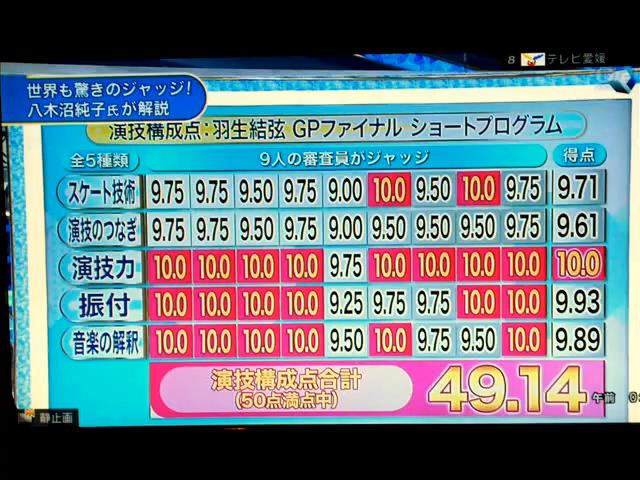 8 テレビ愛媛
世界も驚きのジャッジ!
八木沼純子氏が解説
演技構成点:羽生結弦 GPファイナル ショートプログラム
全5種類 9人の審査員がジャッジ 得点
スケート技術 9.75 9.75 9.50 9.75 9.00 10.0 9.50 10.0 9.75 9.71
演技のつなぎ 9.75 9.75 9.50 9.75 9.00 9.50 9.50 9.50 9.75 9.61
演技力 10.0 10.0 10.0 10.0 9.75 10.0 10.0 10.0 10.0 10.0
振付 10.0 10.0 10.0 10.0 9.25 9.75 9.75 10.0 10.0 9.93
音楽の解釈 10.0 10.0 10.0 10.0 9.50 10.0 9.75 9.50 10.0 9.89
演技構成点合計
(50点満点中)
49.14
午前
静止画